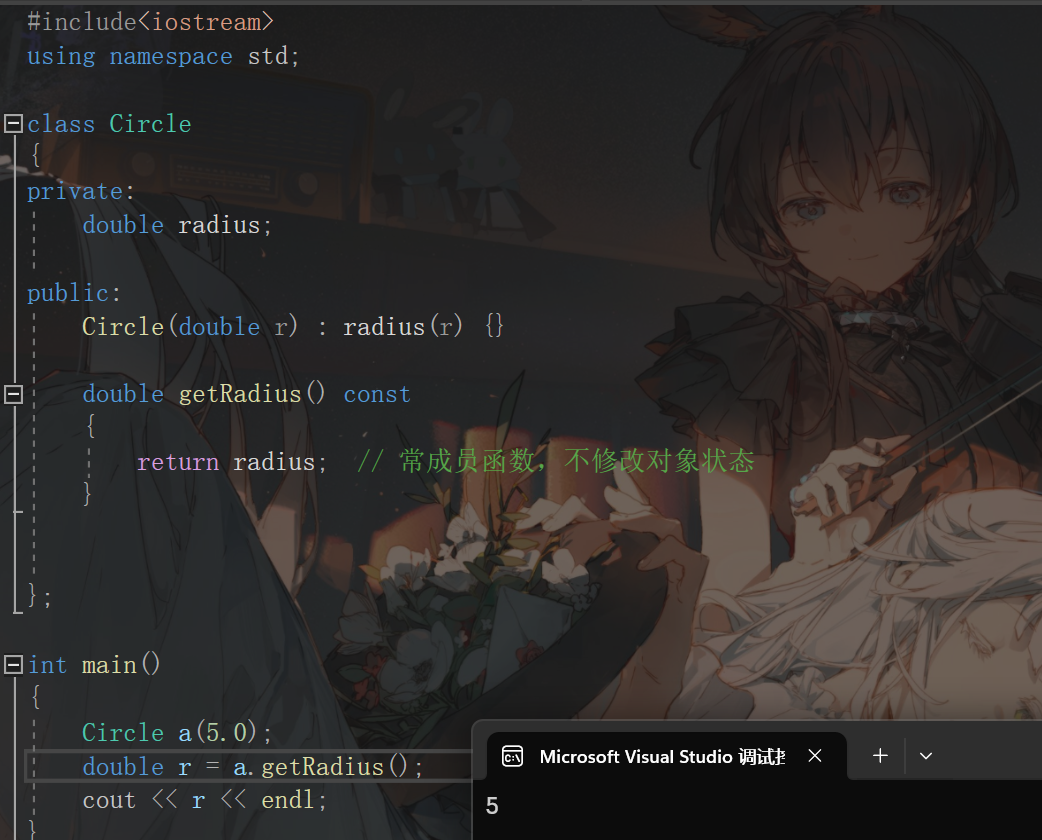 #include<iostream>
using namespace std;
class Circle
{
private:
double radius;
public:
Circle(double r) : radius(r) {}
double getRadius() const
{
return radius; // 常成员函数，不修改对象状态
}
};
int main()
{
Circle a(5.0);
double r = a.getRadius();
cout << r << endl;
}
Microsoft Visual Studio 调试
5